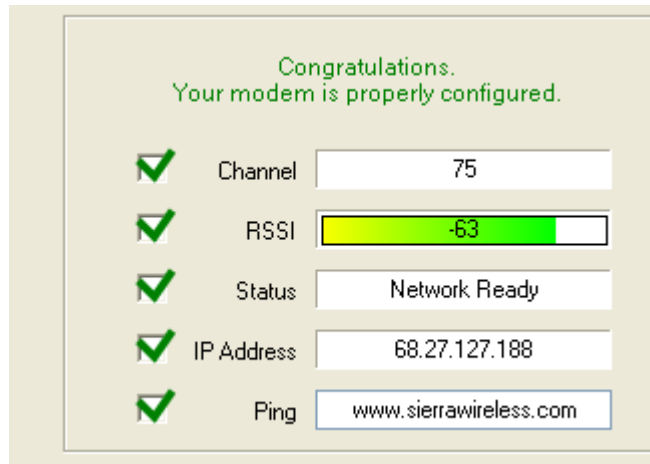 Congratulations.
Your modem is properly configured.
Channel 75
RSSI -63
Status Network Ready
IP Address 68.27.127.188
Ping www.sierrawireless.com